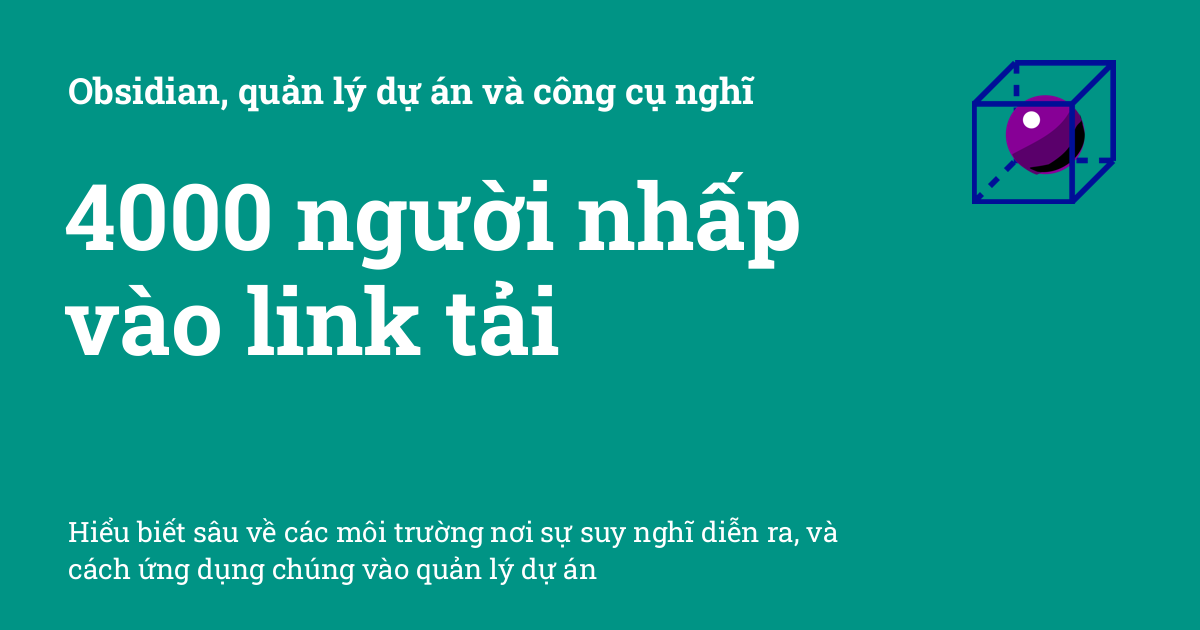 Obsidian, quản lý dự án và công cụ nghĩ
4000 người nhấp
vào link tải
Hiểu biết sâu về các môi trường nơi sự suy nghĩ diễn ra, và
cách ứng dụng chúng vào quản lý dự án